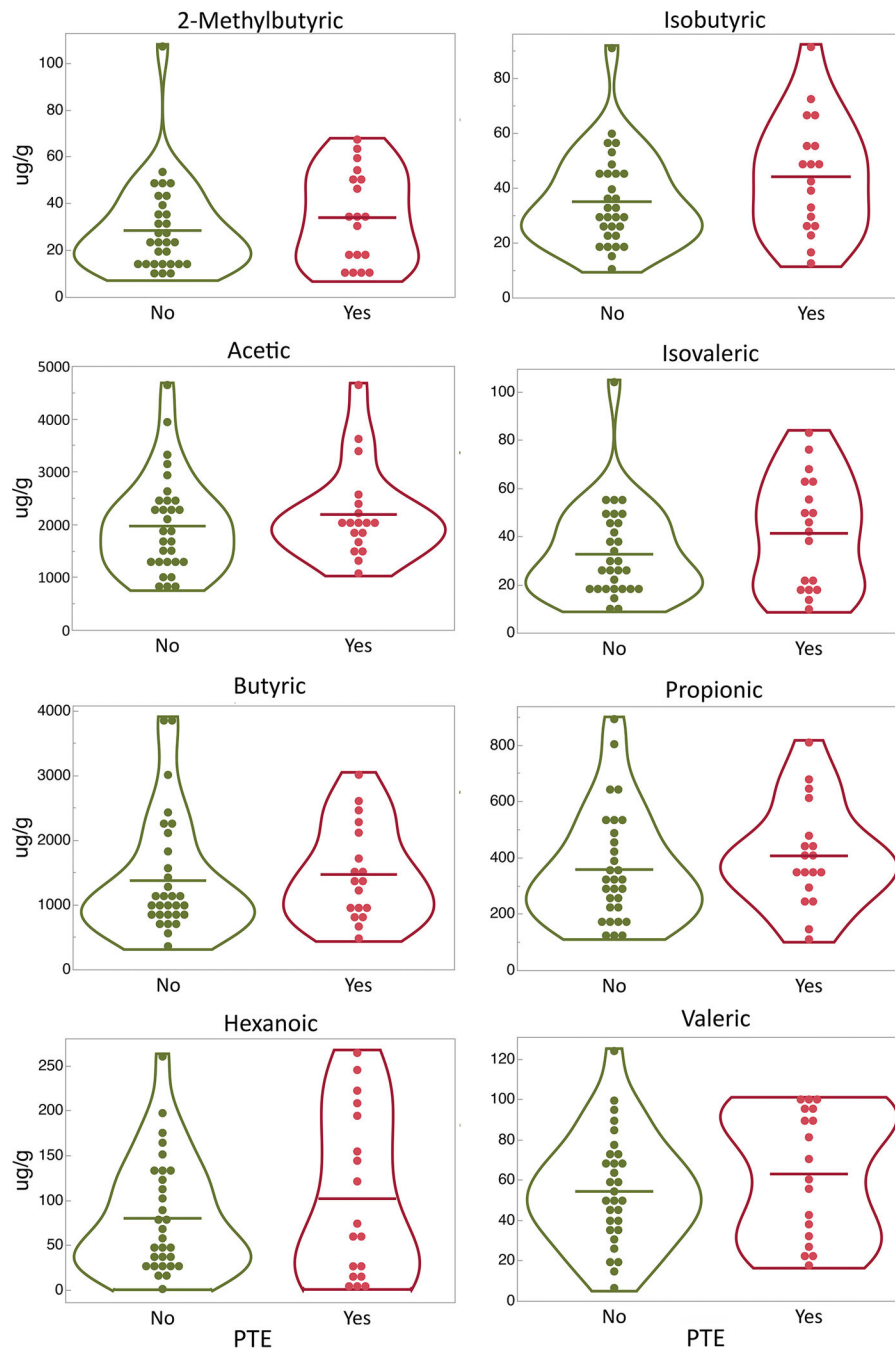 2-Methylbutyric
ug/g
100
80
60
40
20
0
No
Yes
Isobutyric
80
60
40
20
0
No
Yes
Acetic
ug/g
5000
4000
3000
2000
1000
0
No
Yes
Isovaleric
100
80
60
40
20
0
No
Yes
Butyric
ug/g
4000
3000
2000
1000
0
No
Yes
Propionic
800
600
400
200
0
No
Yes
Hexanoic
ug/g
250
200
150
100
50
0
No
Yes
PTE
Valeric
120
100
80
60
40
20
0
No
Yes
PTE